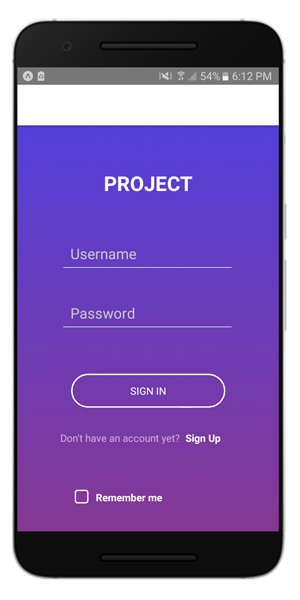 54% 6:12 PM
PROJECT
Username
Password
SIGN IN
Don't have an account yet? Sign Up
Remember me